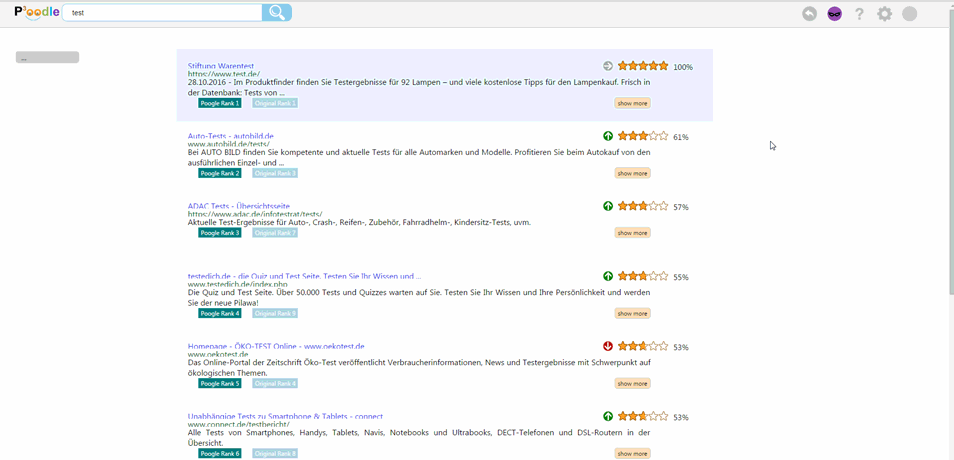 P³oodle
test
?
...
Stiftung Warentest 100%
https://www.test.de/
28.10.2016 - Im Produktfinder finden Sie Testergebnisse für 92 Lampen – und viele kostenlose Tipps für den Lampenkauf. Frisch in
der Datenbank: Tests von ...
Poogle Rank 1 Original Rank 1 show more
Auto-Tests - autobild.de 61%
www.autobild.de/tests/
Bei AUTO BILD finden Sie kompetente und aktuelle Tests für alle Automarken und Modelle. Profitieren Sie beim Autokauf von den
ausführlichen Einzel- und ...
Poogle Rank 2 Original Rank 3 show more
ADAC Tests - Übersichtsseite 57%
https://www.adac.de/infotestrat/tests/
Aktuelle Test-Ergebnisse für Auto-, Crash-, Reifen-, Zubehör, Fahrradhelm-, Kindersitz-Tests, uvm.
Poogle Rank 3 Original Rank 7 show more
testedich.de - die Quiz und Test Seite. Testen Sie Ihr Wissen und ... 55%
www.testedich.de/index.php
Die Quiz und Test Seite. Über 50.000 Tests und Quizzes warten auf Sie. Testen Sie Ihr Wissen und Ihre Persönlichkeit und werden
Sie der neue Pilawa!
Poogle Rank 4 Original Rank 9 show more
Homepage - ÖKO-TEST Online - www.oekotest.de 53%
www.oekotest.de
Das Online-Portal der Zeitschrift Öko-Test veröffentlicht Verbraucherinformationen, News und Testergebnisse mit Schwerpunkt auf
ökologischen Themen.
Poogle Rank 5 Original Rank 4 show more
Unabhängige Tests zu Smartphone & Tablets - connect 53%
www.connect.de/testbericht/
Alle Tests von Smartphones, Handys, Tablets, Navis, Notebooks und Ultrabooks, DECT-Telefonen und DSL-Routern in der
Übersicht.
Poogle Rank 6 Original Rank 8 show more